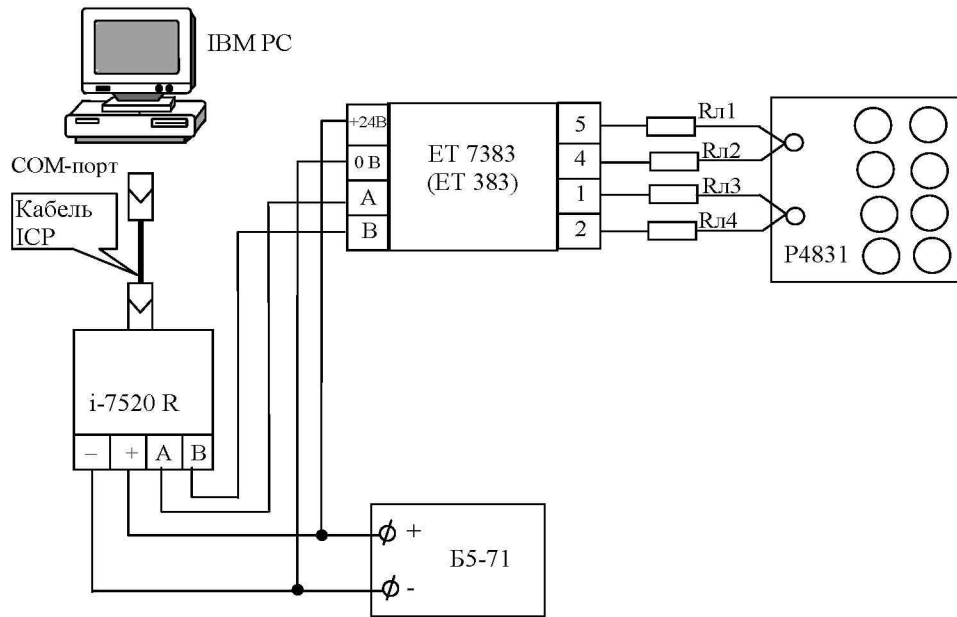 IBM PC
COM-порт
Кабель
ICP
i-7520 R
–
+
A
B
+24В
0 В
A
B
ET 7383
(ET 383)
5
4
1
2
Rл1
Rл2
Rл3
Rл4
Р4831
+
Б5-71
-